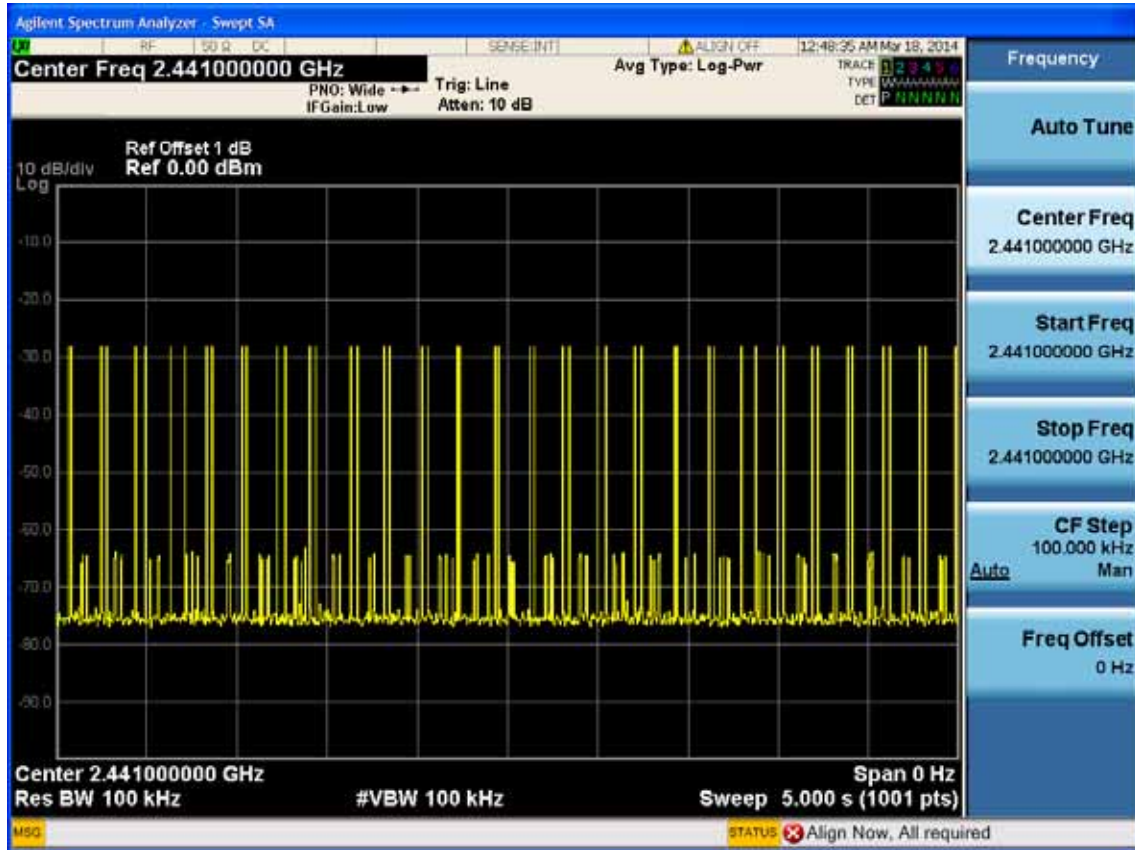 Agilent Spectrum Analyzer - Swept SA
RF 50 Ω DC SENSE:INT ALIGN OFF 12:48:35 AM Mar 18, 2014
Center Freq 2.441000000 GHz
PNO: Wide
IFGain:Low
Trig: Line
Atten: 10 dB
Avg Type: Log-Pwr
TRACE 1 2 3 4 5 6
TYPE
DET P N N N N N
Ref Offset 1 dB
10 dB/div Ref 0.00 dBm
Log
-10.0
-20.0
-30.0
-40.0
-50.0
-60.0
-70.0
-80.0
-90.0
Center 2.441000000 GHz Span 0 Hz
Res BW 100 kHz #VBW 100 kHz Sweep 5.000 s (1001 pts)
MSG STATUS Align Now, All required
Frequency
Auto Tune
Center Freq
2.441000000 GHz
Start Freq
2.441000000 GHz
Stop Freq
2.441000000 GHz
CF Step
100.000 kHz
Auto Man
Freq Offset
0 Hz